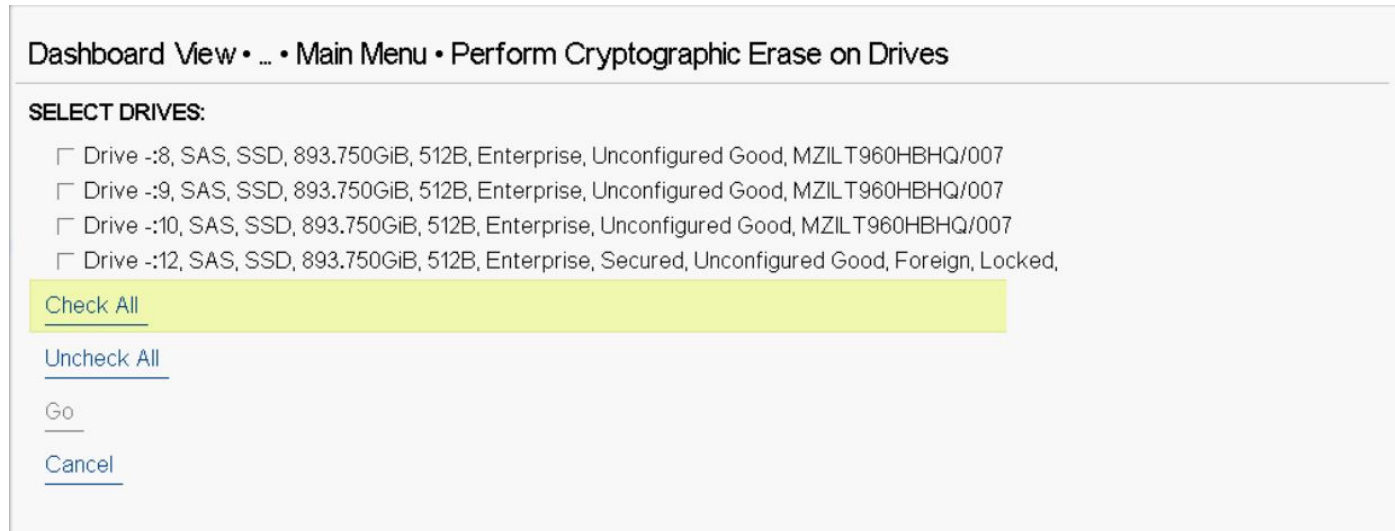 Dashboard View • ... • Main Menu • Perform Cryptographic Erase on Drives
SELECT DRIVES:
Drive -:8, SAS, SSD, 893.750GiB, 512B, Enterprise, Unconfigured Good, MZILT960HBHQ/007
Drive -:9, SAS, SSD, 893.750GiB, 512B, Enterprise, Unconfigured Good, MZILT960HBHQ/007
Drive -:10, SAS, SSD, 893.750GiB, 512B, Enterprise, Unconfigured Good, MZILT960HBHQ/007
Drive -:12, SAS, SSD, 893.750GiB, 512B, Enterprise, Secured, Unconfigured Good, Foreign, Locked,
Check All
Uncheck All
Go
Cancel